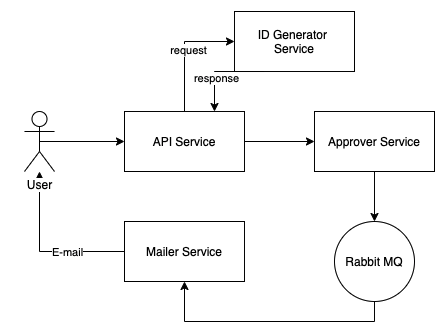 ID Generator
Service
request
response
API Service
Approver Service
User
E-mail
Mailer Service
Rabbit MQ